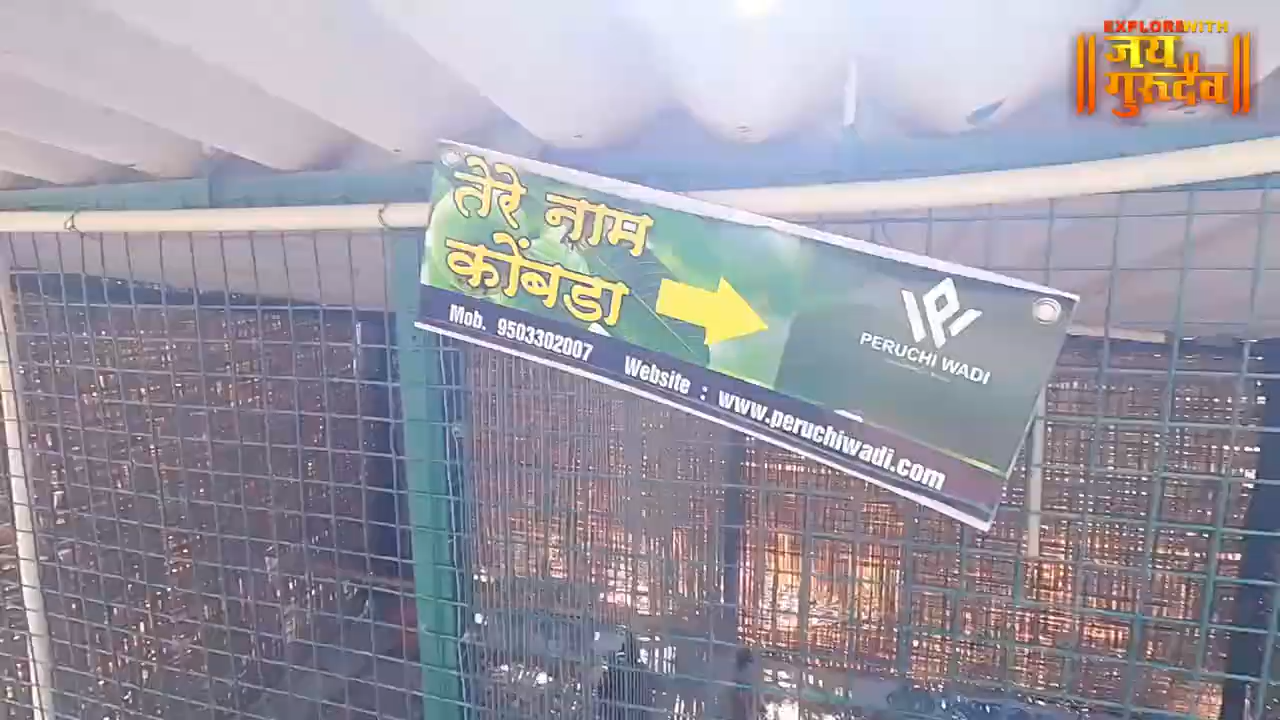 EXPLORE WITH
|| जय गुरुदेव ||
तेरे नाम
कोंबडा
PERUCHI WADI
Mob. 9503302007 Website : www.peruchiwadi.com